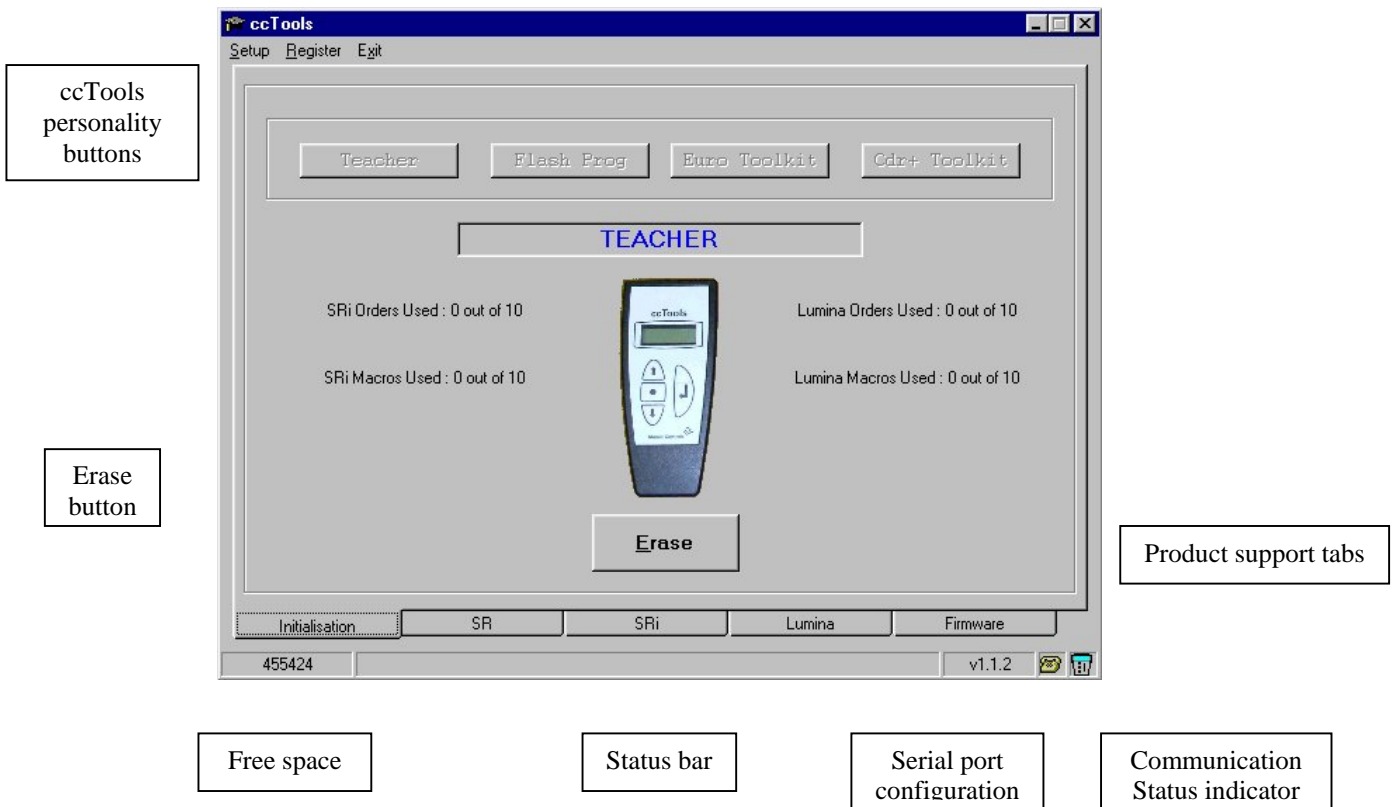 ccTools
Setup Register Exit
ccTools
personality
buttons
Teacher Flash Prog Euro Toolkit Cdr+ Toolkit
TEACHER
SRi Orders Used : 0 out of 10
ccTools
Lumina Orders Used : 0 out of 10
SRi Macros Used : 0 out of 10
Lumina Macros Used : 0 out of 10
Erase
button
Erase
Product support tabs
Initialisation SR SRi Lumina Firmware
455424 v1.1.2
Free space
Status bar
Serial port
configuration
Communication
Status indicator